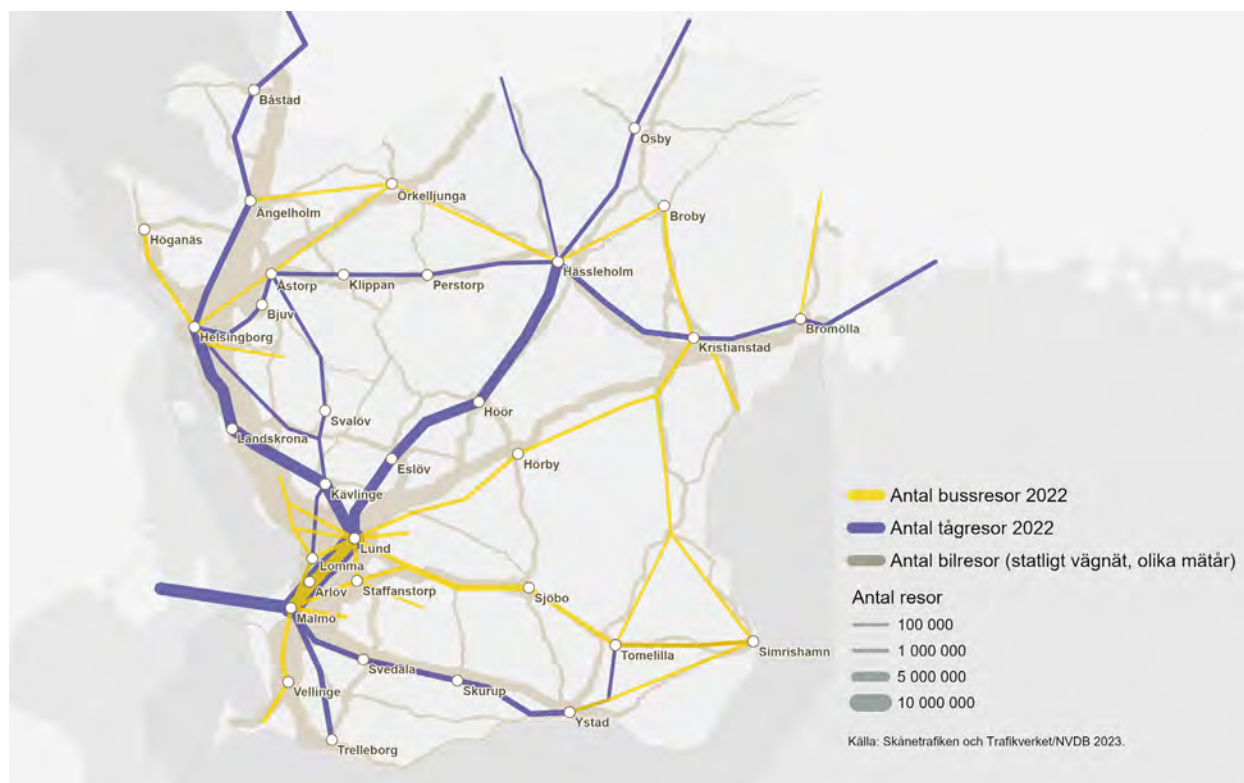 Båstad
Osby
Örkelljunga
Ängelholm
Broby
Höganäs
Hässleholm
Åstorp
Klippan
Perstorp
Bjuv
Helsingborg
Bromölla
Kristianstad
Svalöv
Höör
Landskrona
Hörby
Eslöv
Kävlinge
Antal bussresor 2022
Antal tågresor 2022
Lund
Lomma
Antal bilresor (statligt vägnät, olika mätår)
Arlöv
Staffanstorp
Sjöbo
Antal resor
Malmö
100 000
1 000 000
Tomelilla
Simrishamn
Svedala
5 000 000
Vellinge
Skurup
10 000 000
Ystad
Trelleborg
Källa: Skånetrafiken och Trafikverket/NVDB 2023.